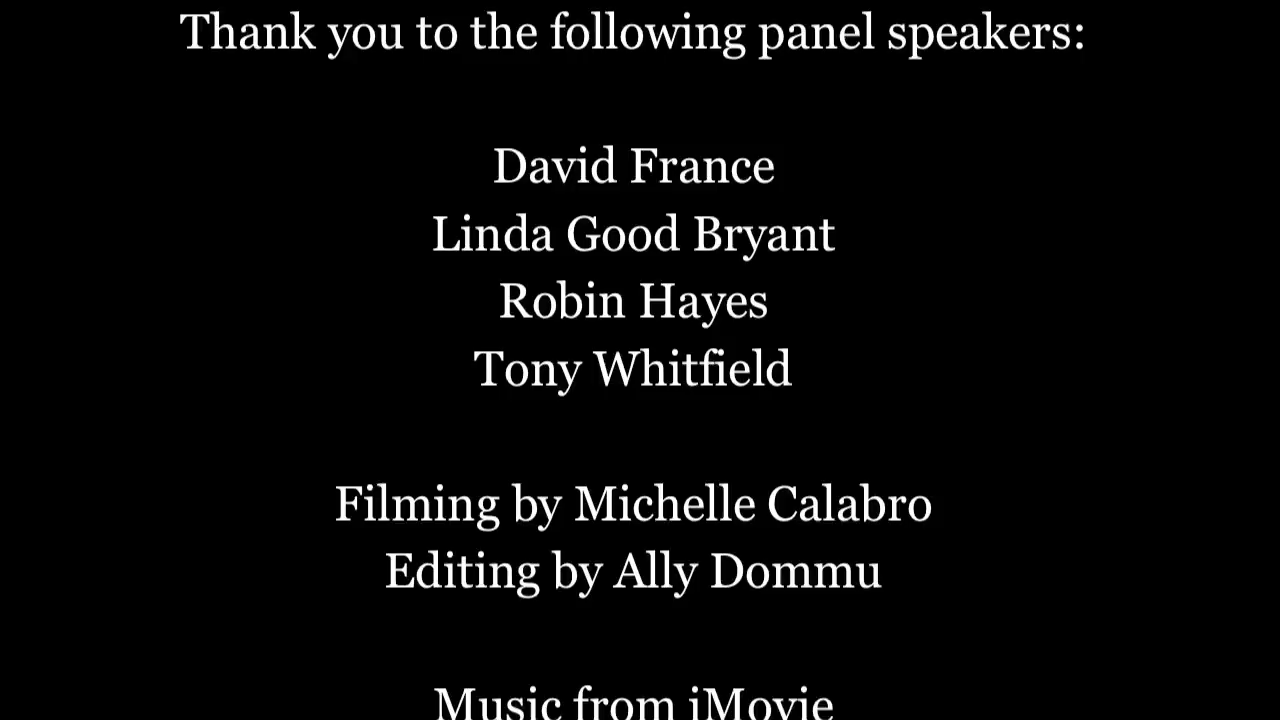 Thank you to the following panel speakers:
David France
Linda Good Bryant
Robin Hayes
Tony Whitfield
Filming by Michelle Calabro
Editing by Ally Dommu
Music from iMovie